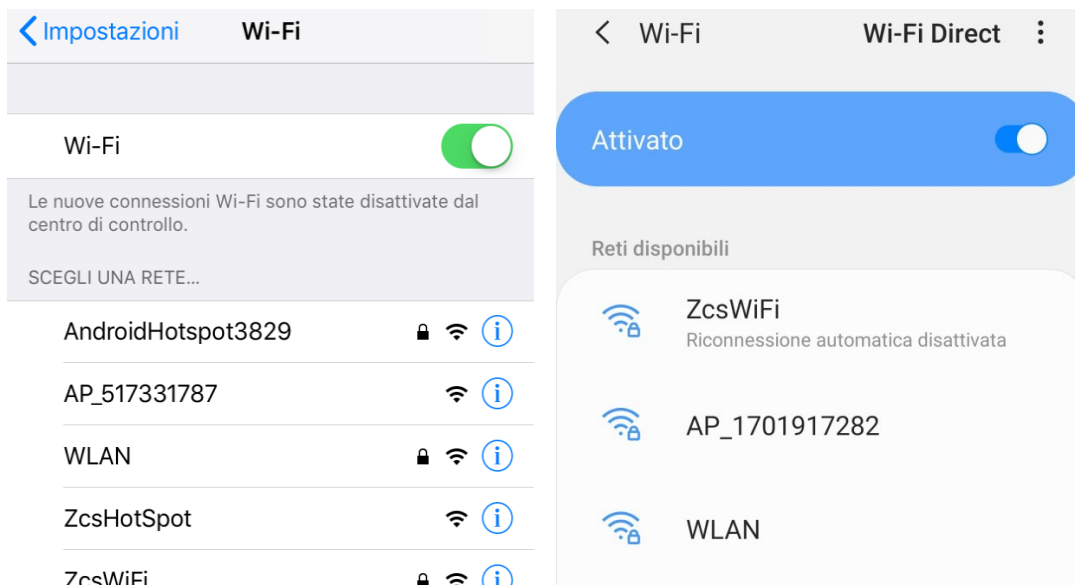 Impostazioni
Wi-Fi
Wi-Fi
Le nuove connessioni Wi-Fi sono state disattivate dal
centro di controllo.
SCEGLI UNA RETE...
AndroidHotspot3829
AP_517331787
WLAN
ZcsHotSpot
ZcsWiFi
Wi-Fi
Wi-Fi Direct
Attivato
Reti disponibili
ZcsWiFi
Riconnessione automatica disattivata
AP_1701917282
WLAN